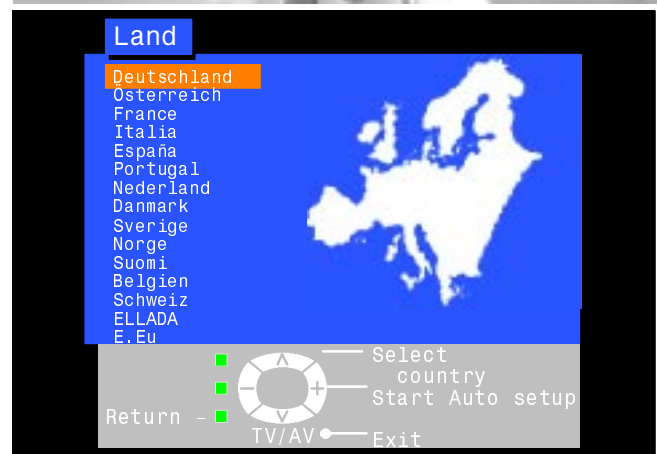 Land
Deutschland
Österreich
France
Italia
España
Portugal
Nederland
Danmark
Sverige
Norge
Suomi
Belgien
Schweiz
ELLADA
E.Eu
Select
country
Start Auto setup
Return -
TV/AV
Exit